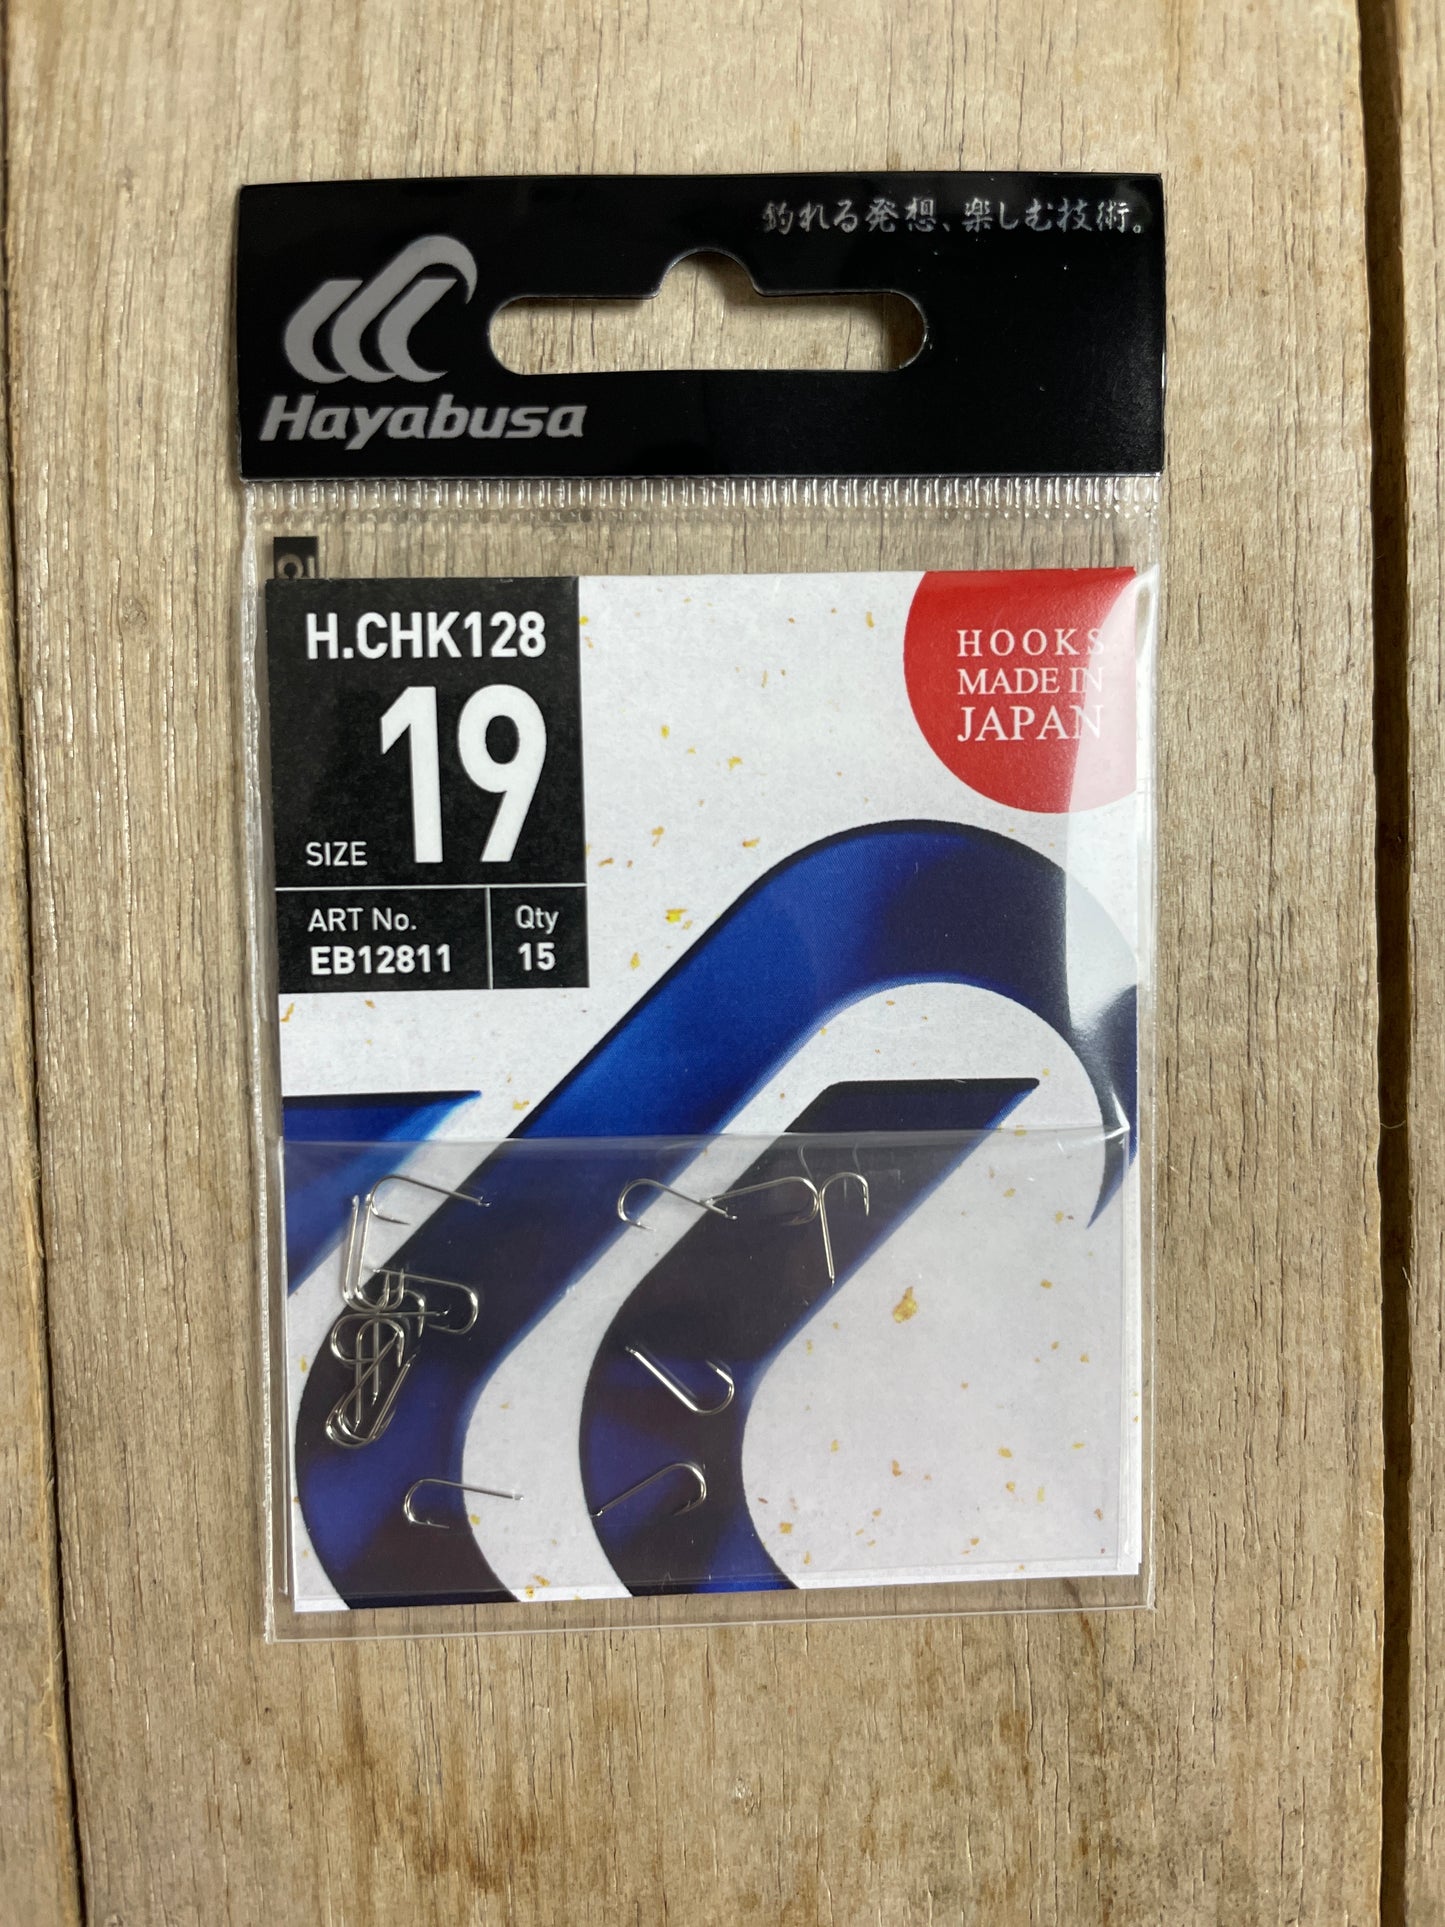 釣れる発想、楽しむ技術。
Hayabusa
H.CHK128
SIZE 19
ART No.
EB12811
Qty
15
HOOKS
MADE IN
JAPAN